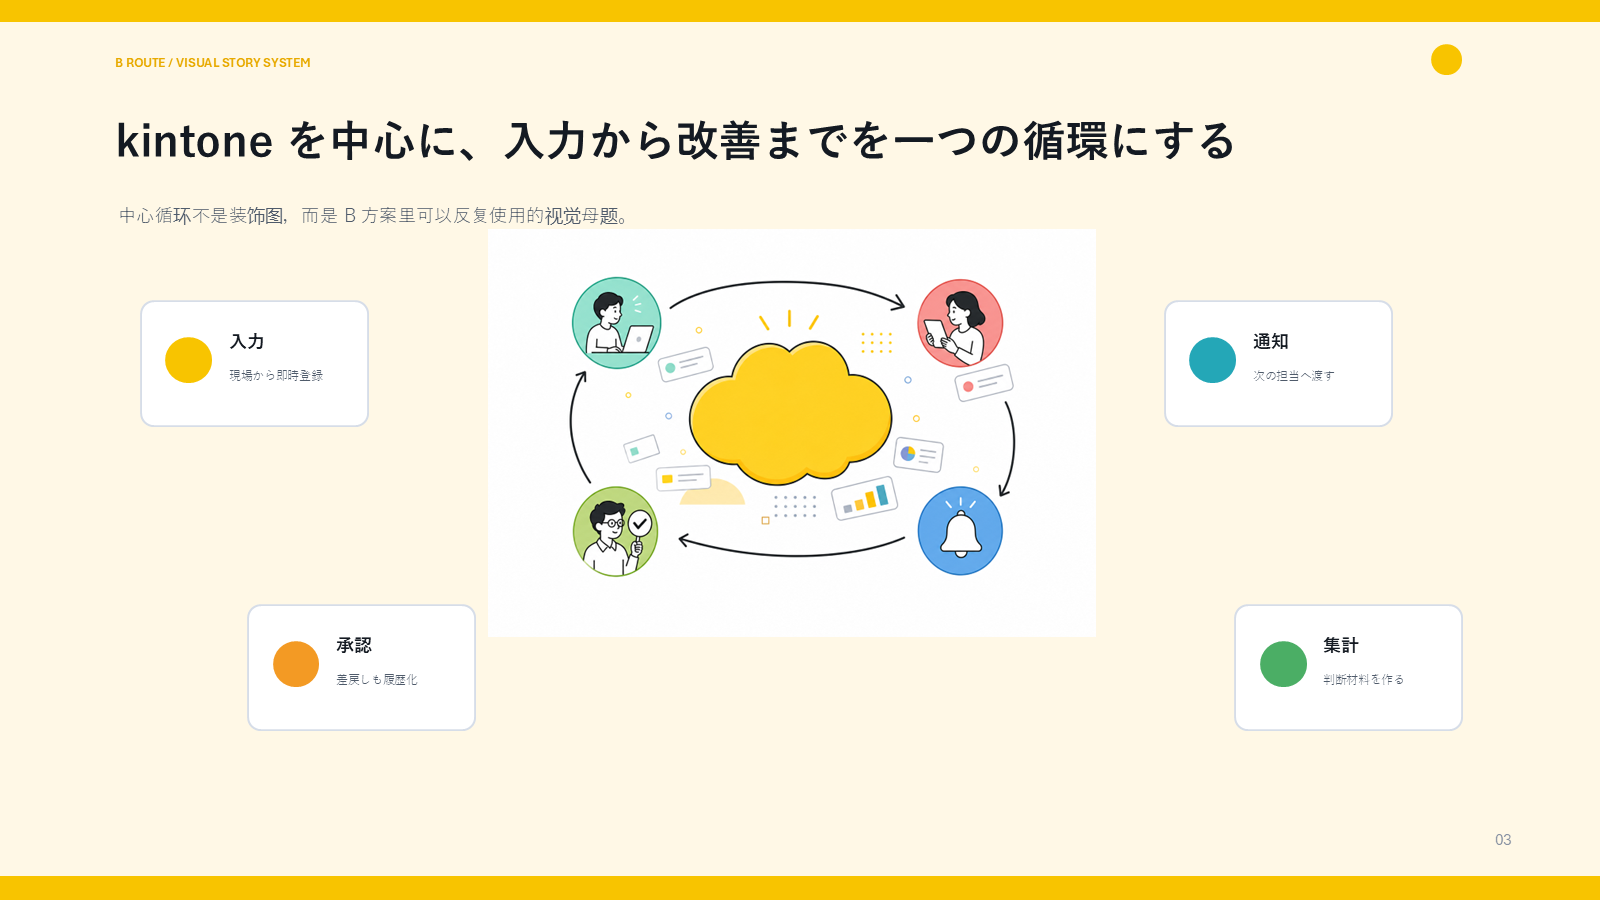 B ROUTE / VISUAL STORY SYSTEM
kintone を中心に、入力から改善までを一つの循環にする
中心循环不是装饰图，而是 B 方案里可以反复使用的视觉母题。
入力
現場から即時登録
通知
次の担当へ渡す
承認
差戻しも履歴化
集計
判断材料を作る
03